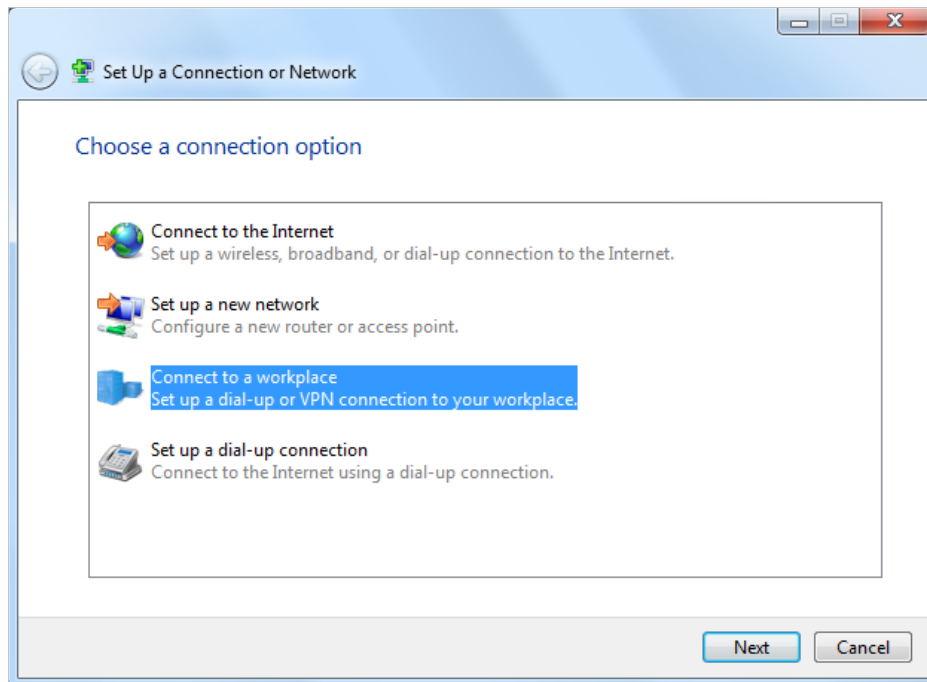 Set Up a Connection or Network
Choose a connection option
Connect to the Internet
Set up a wireless, broadband, or dial-up connection to the Internet.
Set up a new network
Configure a new router or access point.
Connect to a workplace
Set up a dial-up or VPN connection to your workplace.
Set up a dial-up connection
Connect to the Internet using a dial-up connection.
Next
Cancel